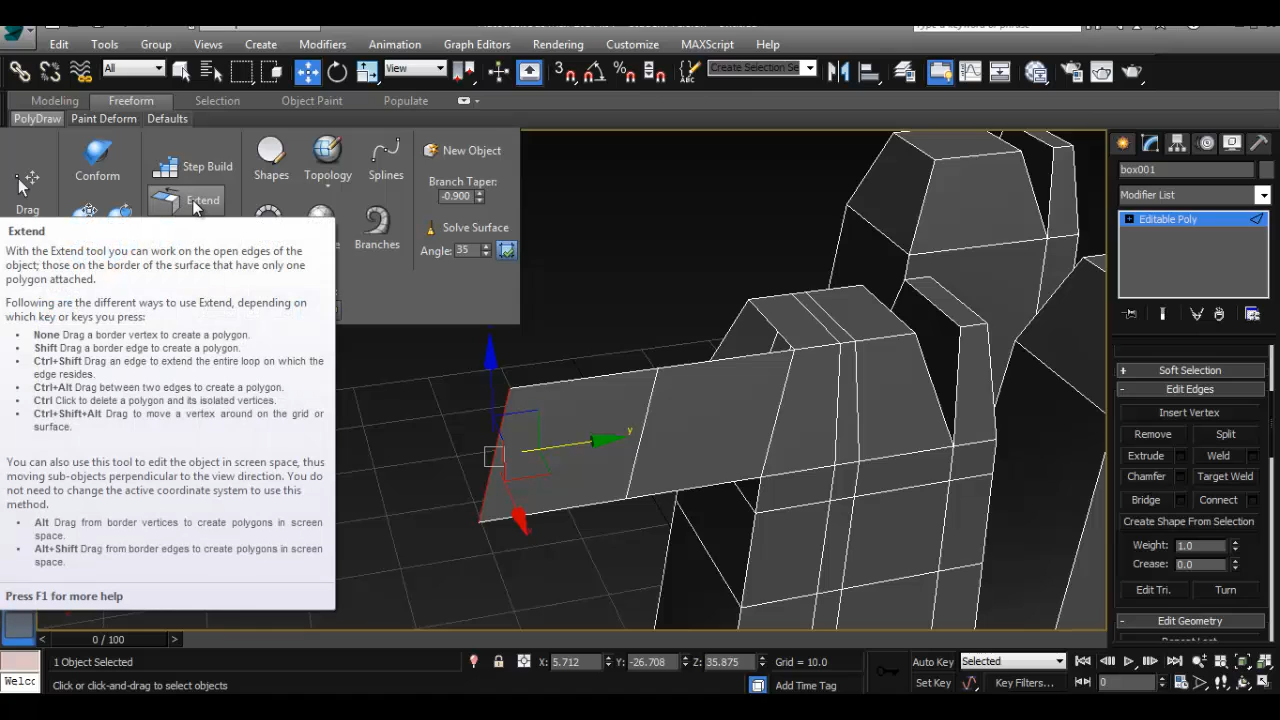 Edit Tools Group Views Create Modifiers Animation Graph Editors Rendering Customize MAXScript Help
All View 3 ABC Create Selection Se
Modeling Freeform Selection Object Paint Populate
PolyDraw Paint Deform Defaults
Drag Conform Step Build Extend Shapes Topology Splines Branches
New Object
Branch Taper:
-0.900
Solve Surface
Angle: 35
Extend
With the Extend tool you can work on the open edges of the
object; those on the border of the surface that have only one
polygon attached.
Following are the different ways to use Extend, depending on
which key or keys you press:
• None Drag a border vertex to create a polygon.
• Shift Drag a border edge to create a polygon.
• Ctrl+Shift Drag an edge to extend the entire loop on which the
edge resides.
• Ctrl+Alt Drag between two edges to create a polygon.
• Ctrl Click to delete a polygon and its isolated vertices.
• Ctrl+Shift+Alt Drag to move a vertex around on the grid or
surface.
You can also use this tool to edit the object in screen space, thus
moving sub-objects perpendicular to the view direction. You do
not need to change the active coordinate system to use this
method.
• Alt Drag from border vertices to create polygons in screen
space.
• Alt+Shift Drag from border edges to create polygons in screen
space.
Press F1 for more help
y
box001
Modifier List
Editable Poly
+ Soft Selection
- Edit Edges
Insert Vertex
Remove Split
Extrude Weld
Chamfer Target Weld
Bridge Connect
Create Shape From Selection
Weight: 1.0
Crease: 0.0
Edit Tri. Turn
- Edit Geometry
< 0 / 100 >
1 Object Selected X: 5.712 Y: -26.708 Z: 35.875 Grid = 10.0 Auto Key Selected
Welc Click or click-and-drag to select objects Add Time Tag Set Key Key Filters... 0